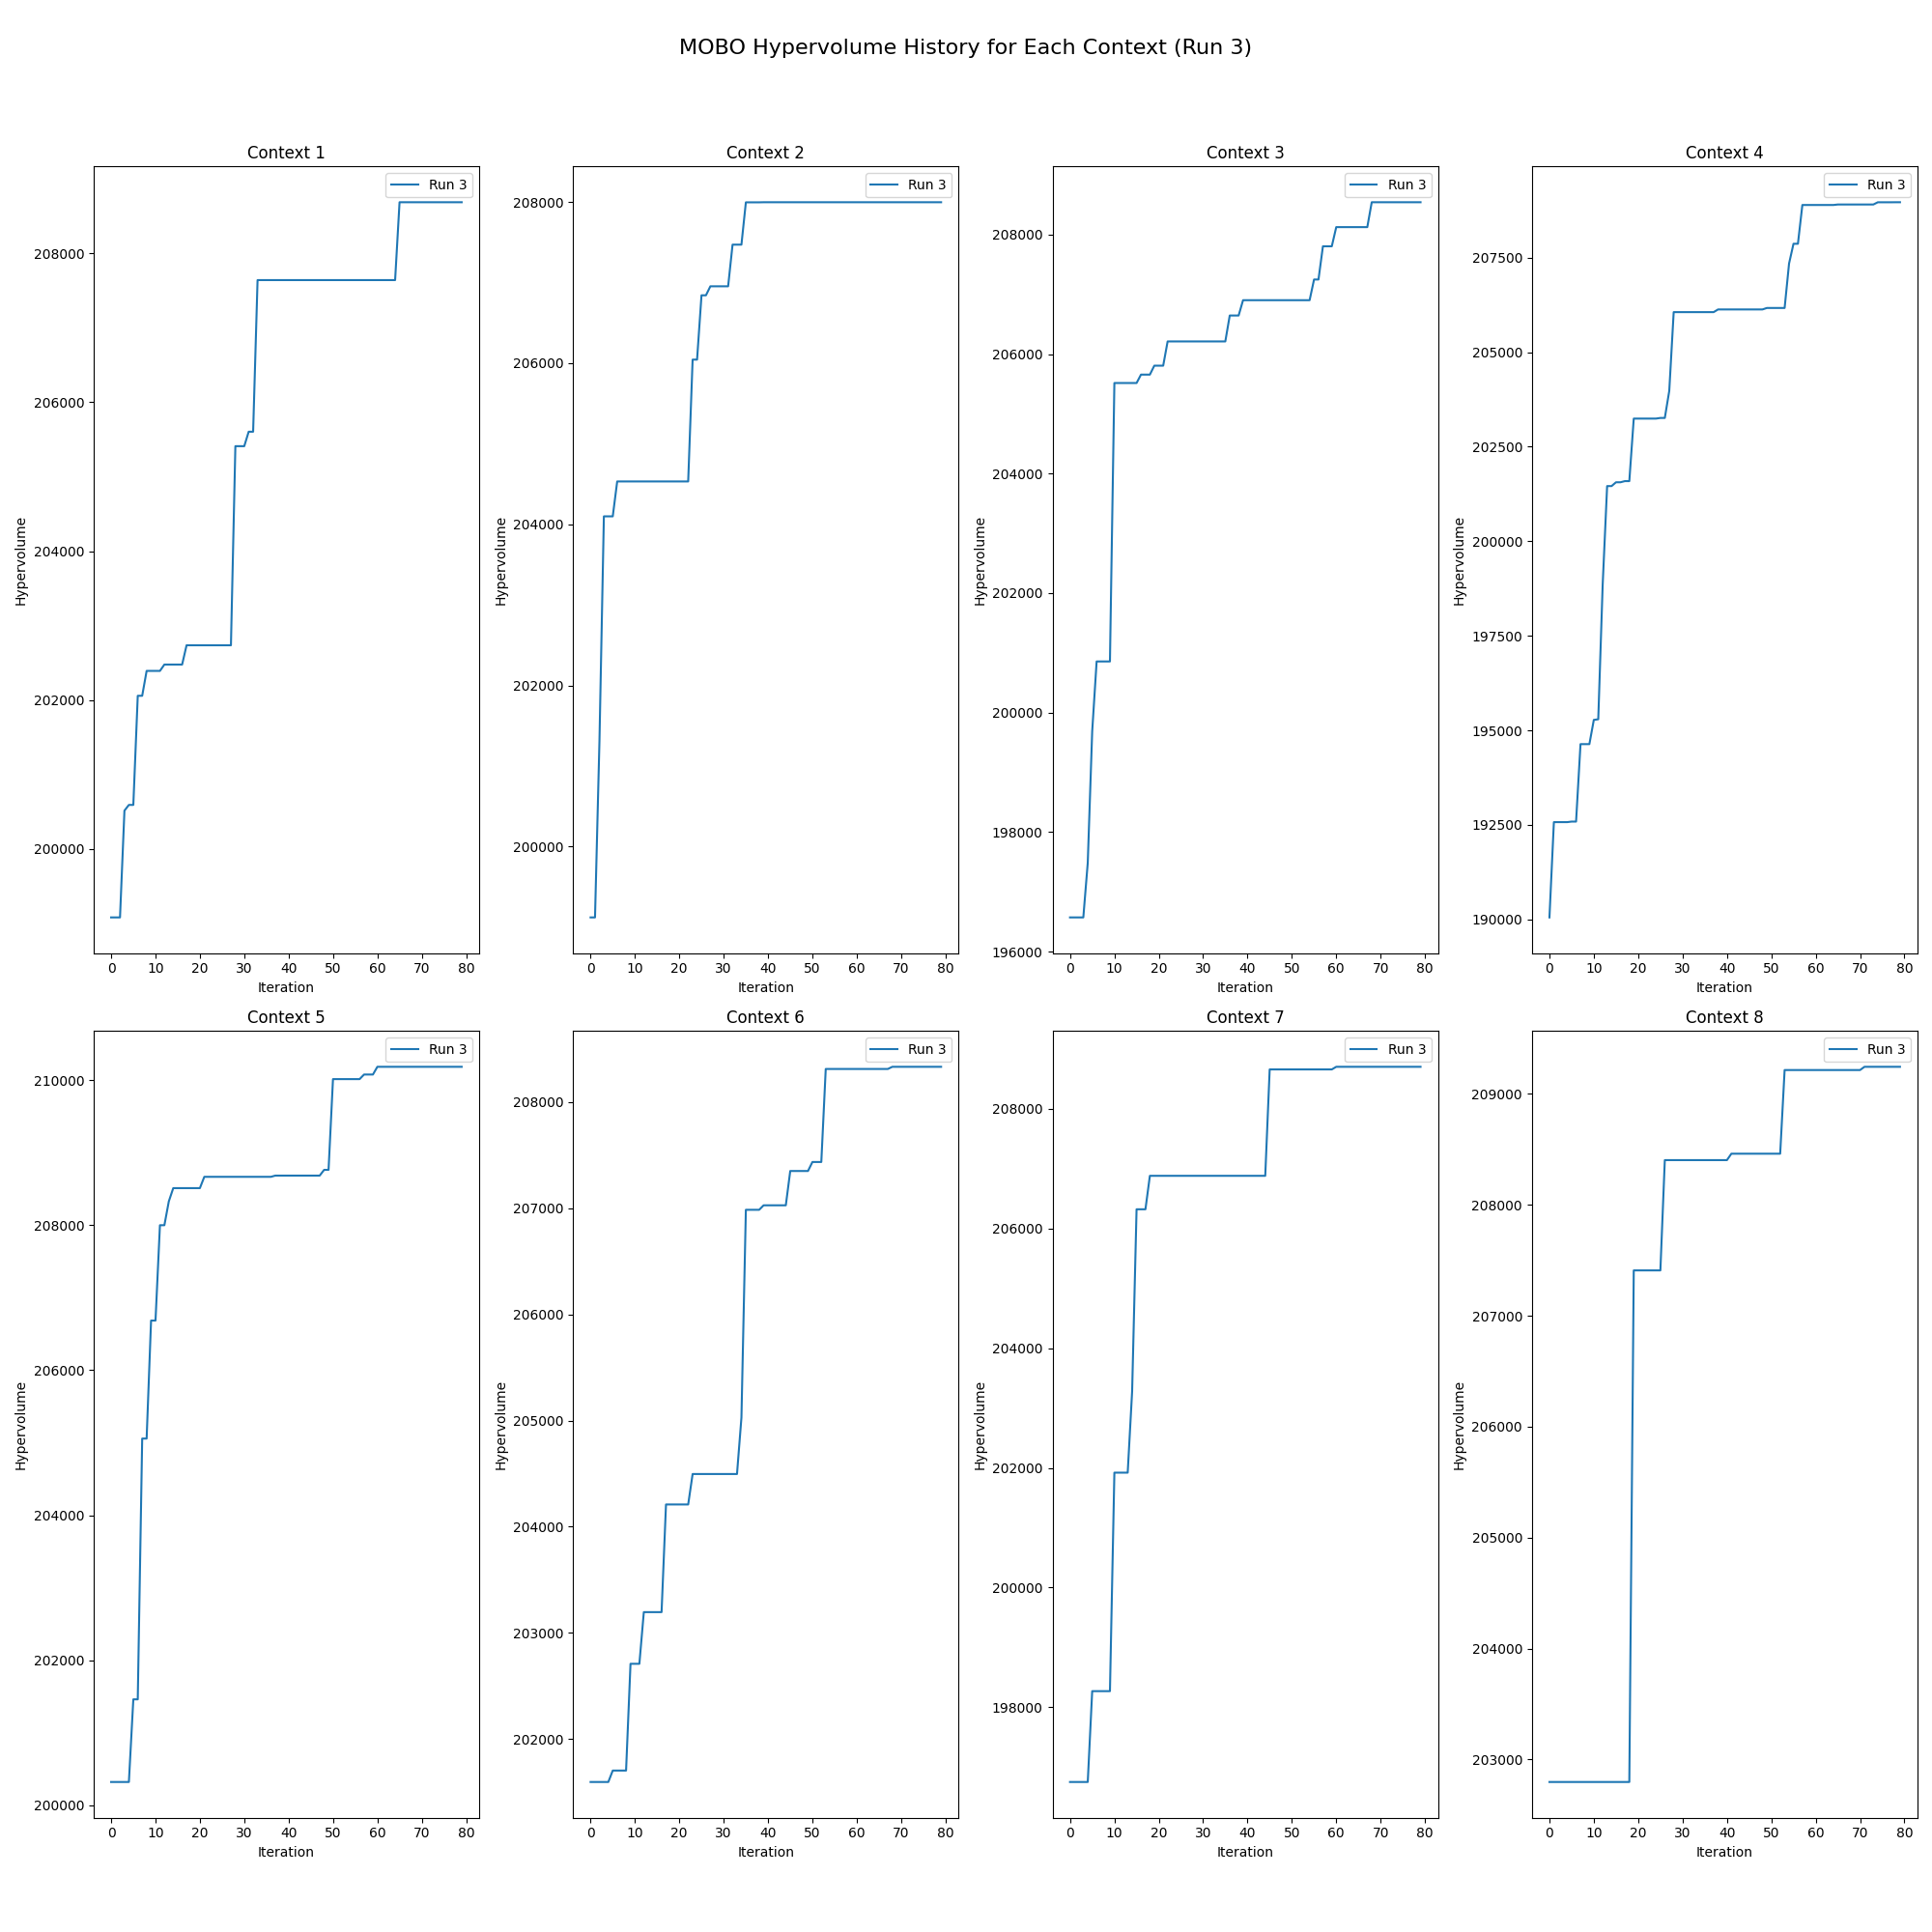 MOBO Hypervolume History for Each Context (Run 3)
Context 1
Run 3
208000
206000
204000
202000
200000
Hypervolume
0 10 20 30 40 50 60 70 80
Iteration
Context 2
Run 3
208000
206000
204000
202000
200000
Hypervolume
0 10 20 30 40 50 60 70 80
Iteration
Context 3
Run 3
208000
206000
204000
202000
200000
198000
196000
Hypervolume
0 10 20 30 40 50 60 70 80
Iteration
Context 4
Run 3
207500
205000
202500
200000
197500
195000
192500
190000
Hypervolume
0 10 20 30 40 50 60 70 80
Iteration
Context 5
Run 3
210000
208000
206000
204000
202000
200000
Hypervolume
0 10 20 30 40 50 60 70 80
Iteration
Context 6
Run 3
208000
207000
206000
205000
204000
203000
202000
Hypervolume
0 10 20 30 40 50 60 70 80
Iteration
Context 7
Run 3
208000
206000
204000
202000
200000
198000
Hypervolume
0 10 20 30 40 50 60 70 80
Iteration
Context 8
Run 3
209000
208000
207000
206000
205000
204000
203000
Hypervolume
0 10 20 30 40 50 60 70 80
Iteration